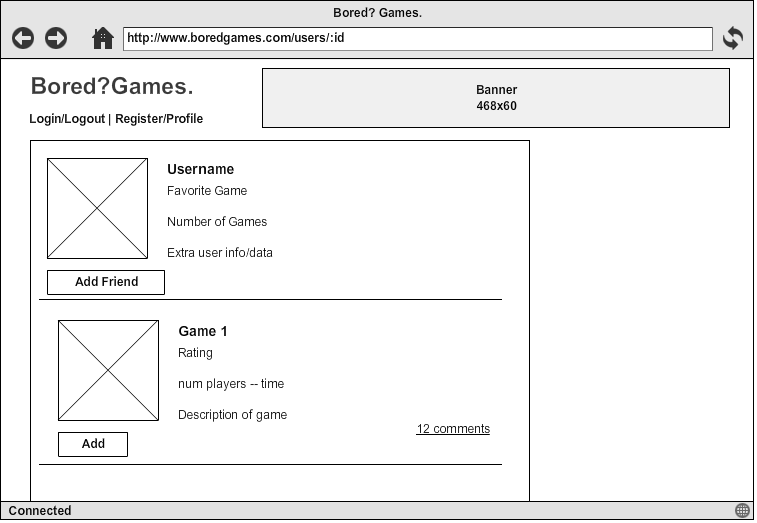 Bored? Games.
http://www.boredgames.com/users/:id
Bored?Games.
Banner
468x60
Login/Logout | Register/Profile
Username
Favorite Game
Number of Games
Extra user info/data
Add Friend
Game 1
Rating
num players -- time
Description of game
12 comments
Add
Connected